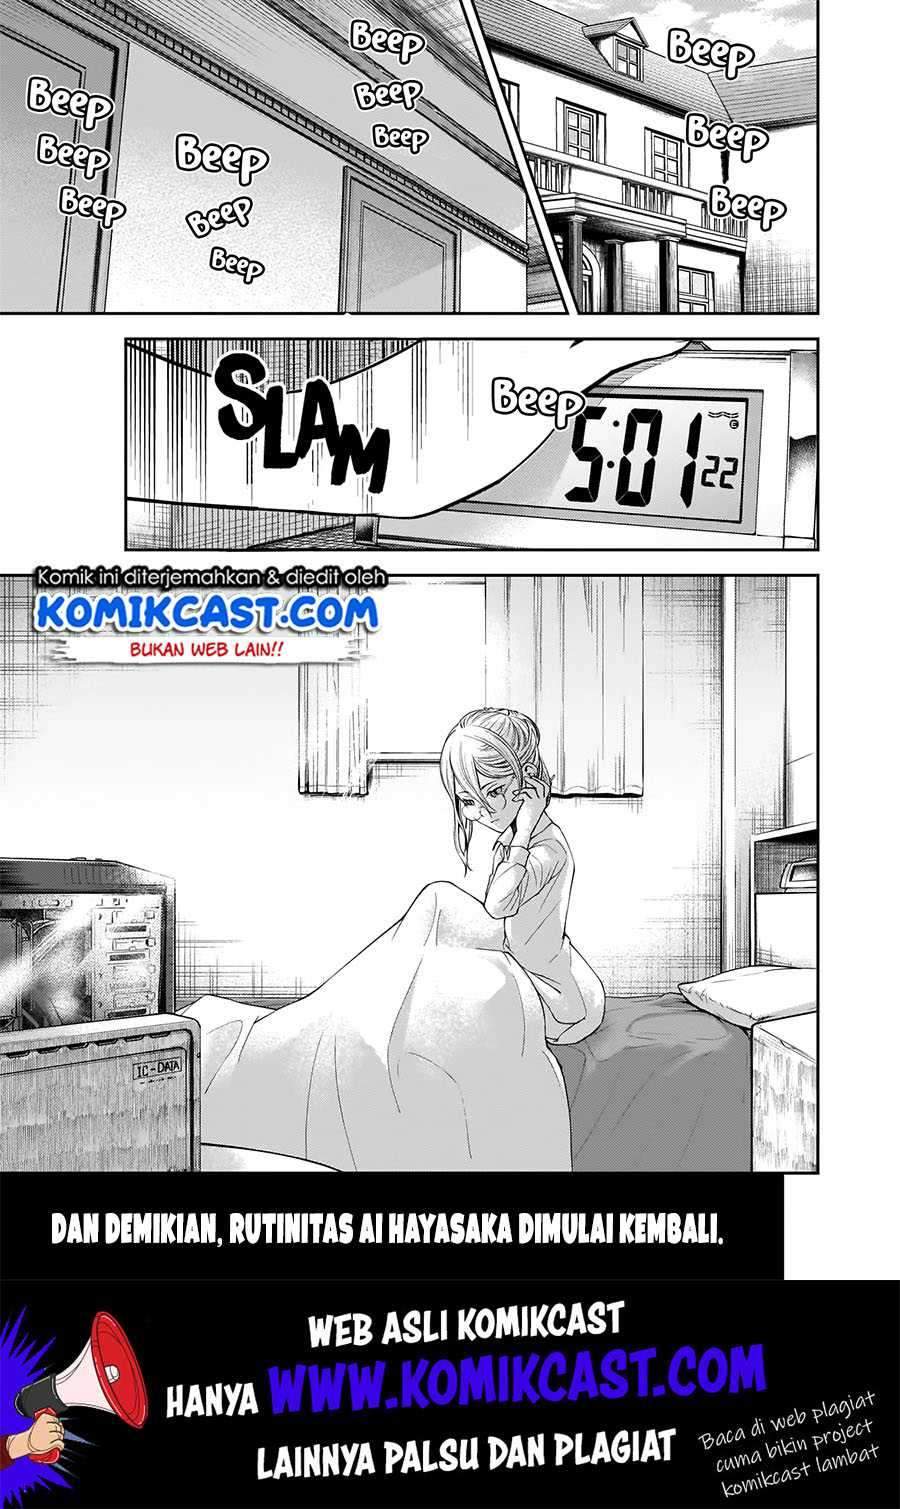 Beep
Beep
Beep
Beep
Beep
Beep
Beep
Beep
Beep
Beep
Beep
Beep
SLAM
Beep
5:01 22
Komik ini diterjemahkan & diedit oleh
KOMIKCAST.COM
BUKAN WEB LAIN!!
IC-DATA
DAN DEMIKIAN, RUTINITAS AI HAYASAKA DIMULAI KEMBALI.
WEB ASLI KOMIKCAST
HANYA WWW.KOMIKCAST.COM
LAINNYA PALSU DAN PLAGIAT
Baca di web plagiat
cuma bikin project
komikcast lambat